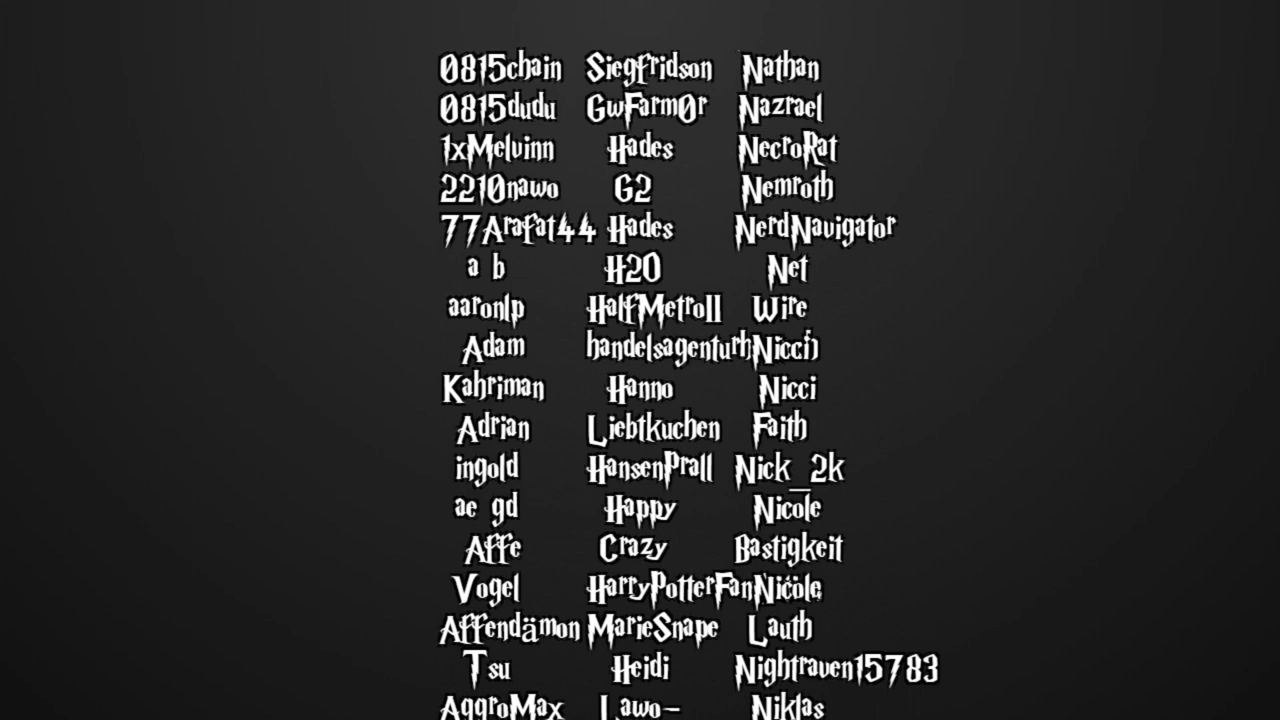 0815chain Siegfridson Nathan
0815dudu GwFarm0r Nazrael
1xMelvinn Hades NecroRat
2210nawo G2 Nemroth
77Arafat44 Hades NerdNavigator
a b H2O Net
aaronlp HalfMetroll Wire
Adam Nicci
Kahriman Hanno Nicci
Adrian Liebtkuchen Faith
ingold HansenPrall Nick_2k
ae gd Happy Nicole
Affe Crazy Bastigkeit
Vogel HarryPotterFan Nicole
Affendämon MarieSnape Lauth
Tsu Heidi Nightraven15783
AggroMax Lawo- Niklas